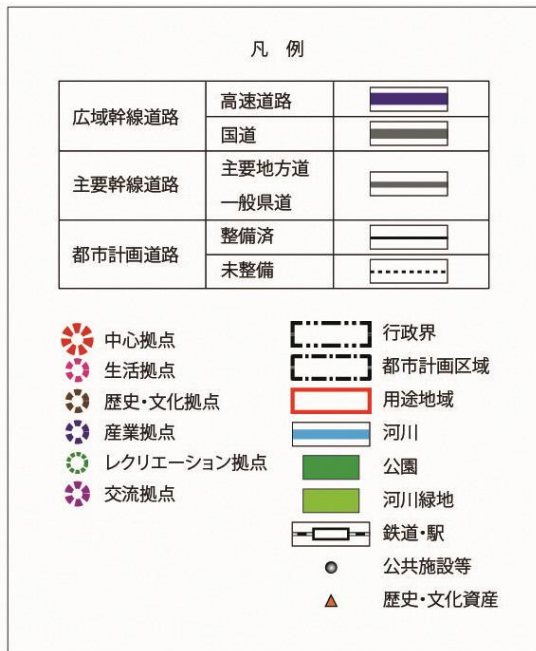 凡 例
広域幹線道路
高速道路
国道
主要幹線道路
主要地方道
一般県道
都市計画道路
整備済
未整備
中心拠点
生活拠点
歴史・文化拠点
産業拠点
レクリエーション拠点
交流拠点
行政界
都市計画区域
用途地域
河川
公園
河川緑地
鉄道・駅
公共施設等
歴史・文化資産